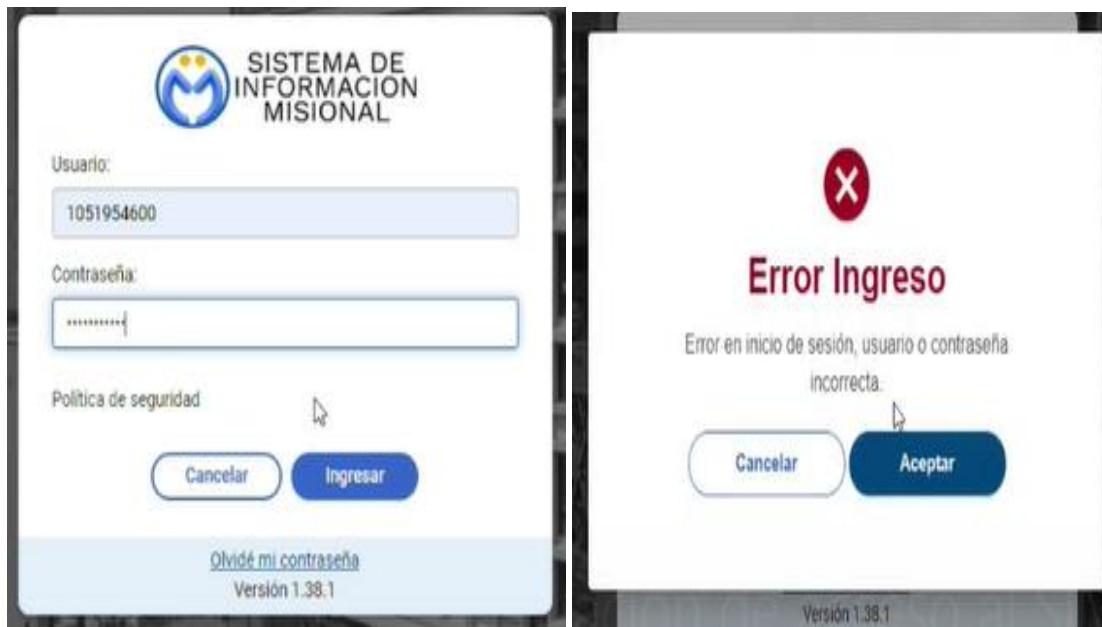 SISTEMA DE
INFORMACION
MISIONAL
Usuario:
1051954600
Contraseña:
Política de seguridad
Cancelar
Ingresar
Olvidé mi contraseña
Versión 1.38.1
Error Ingreso
Error en inicio de sesión, usuario o contraseña
incorrecta.
Cancelar
Aceptar
Versión 1.38.1